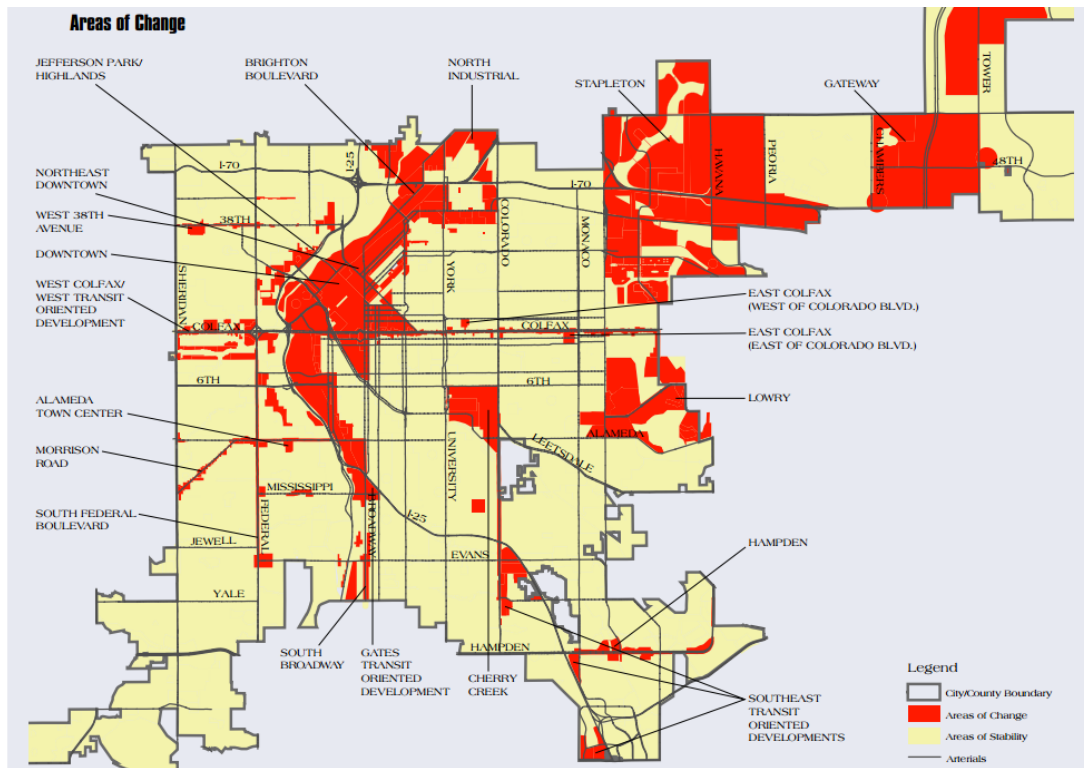 Areas of Change
JEFFERSON PARK/
HIGHLANDS
BRIGHTON
BOULEVARD
NORTH
INDUSTRIAL
STAPLETON
GATEWAY
TOWER
I-70
I-25
CHAMBERS
48TH
PEORIA
HAVANA
NORTHEAST
DOWNTOWN
I-70
WEST 38TH
AVENUE
38TH
COLORADO
MONACO
DOWNTOWN
YORK
SHERIDAN
WEST COLFAX/
WEST TRANSIT
ORIENTED
DEVELOPMENT
EAST COLFAX
(WEST OF COLORADO BLVD.)
COLFAX
COLFAX
EAST COLFAX
(EAST OF COLORADO BLVD.)
6TH
6TH
LOWRY
ALAMEDA
TOWN CENTER
ALAMEDA
UNIVERSITY
LEETSDALE
MORRISON
ROAD
MISSISSIPPI
BROADWAY
I-25
SOUTH FEDERAL
BOULEVARD
FEDERAL
JEWELL
EVANS
HAMPDEN
YALE
SOUTH
BROADWAY
GATES
TRANSIT
ORIENTED
DEVELOPMENT
HAMPDEN
CHERRY
CREEK
SOUTHEAST
TRANSIT
ORIENTED
DEVELOPMENTS
Legend
City/County Boundary
Areas of Change
Areas of Stability
Arterials